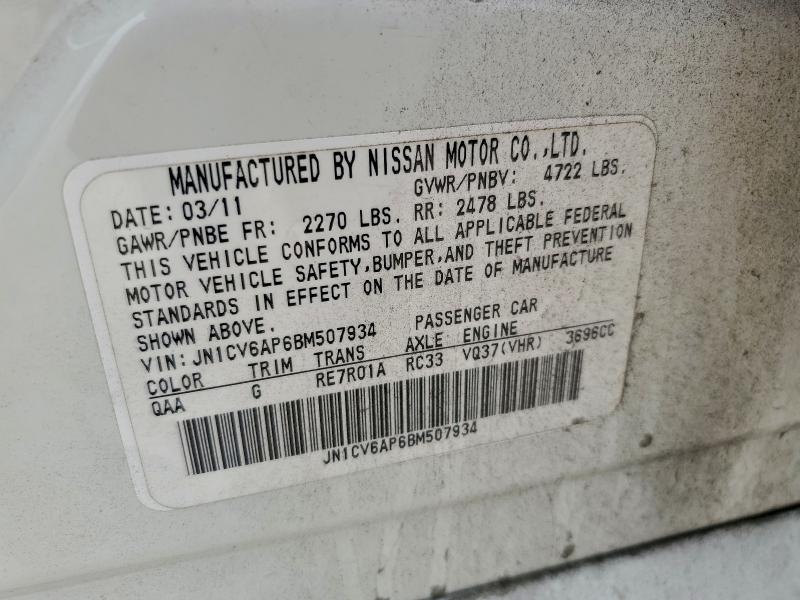 MANUFACTURED BY NISSAN MOTOR CO.,LTD.
DATE: 03/11 GVWR/PNBV: 4722 LBS.
GAWR/PNBE FR: 2270 LBS. RR: 2478 LBS.
THIS VEHICLE CONFORMS TO ALL APPLICABLE FEDERAL
MOTOR VEHICLE SAFETY,BUMPER,AND THEFT PREVENTION
STANDARDS IN EFFECT ON THE DATE OF MANUFACTURE
SHOWN ABOVE.
VIN: JN1CV6AP6BM507934 PASSENGER CAR
COLOR TRIM TRANS AXLE ENGINE
QAA G RE7R01A RC33 VQ37(VHR) 3696CC
JN1CV6AP6BM507934